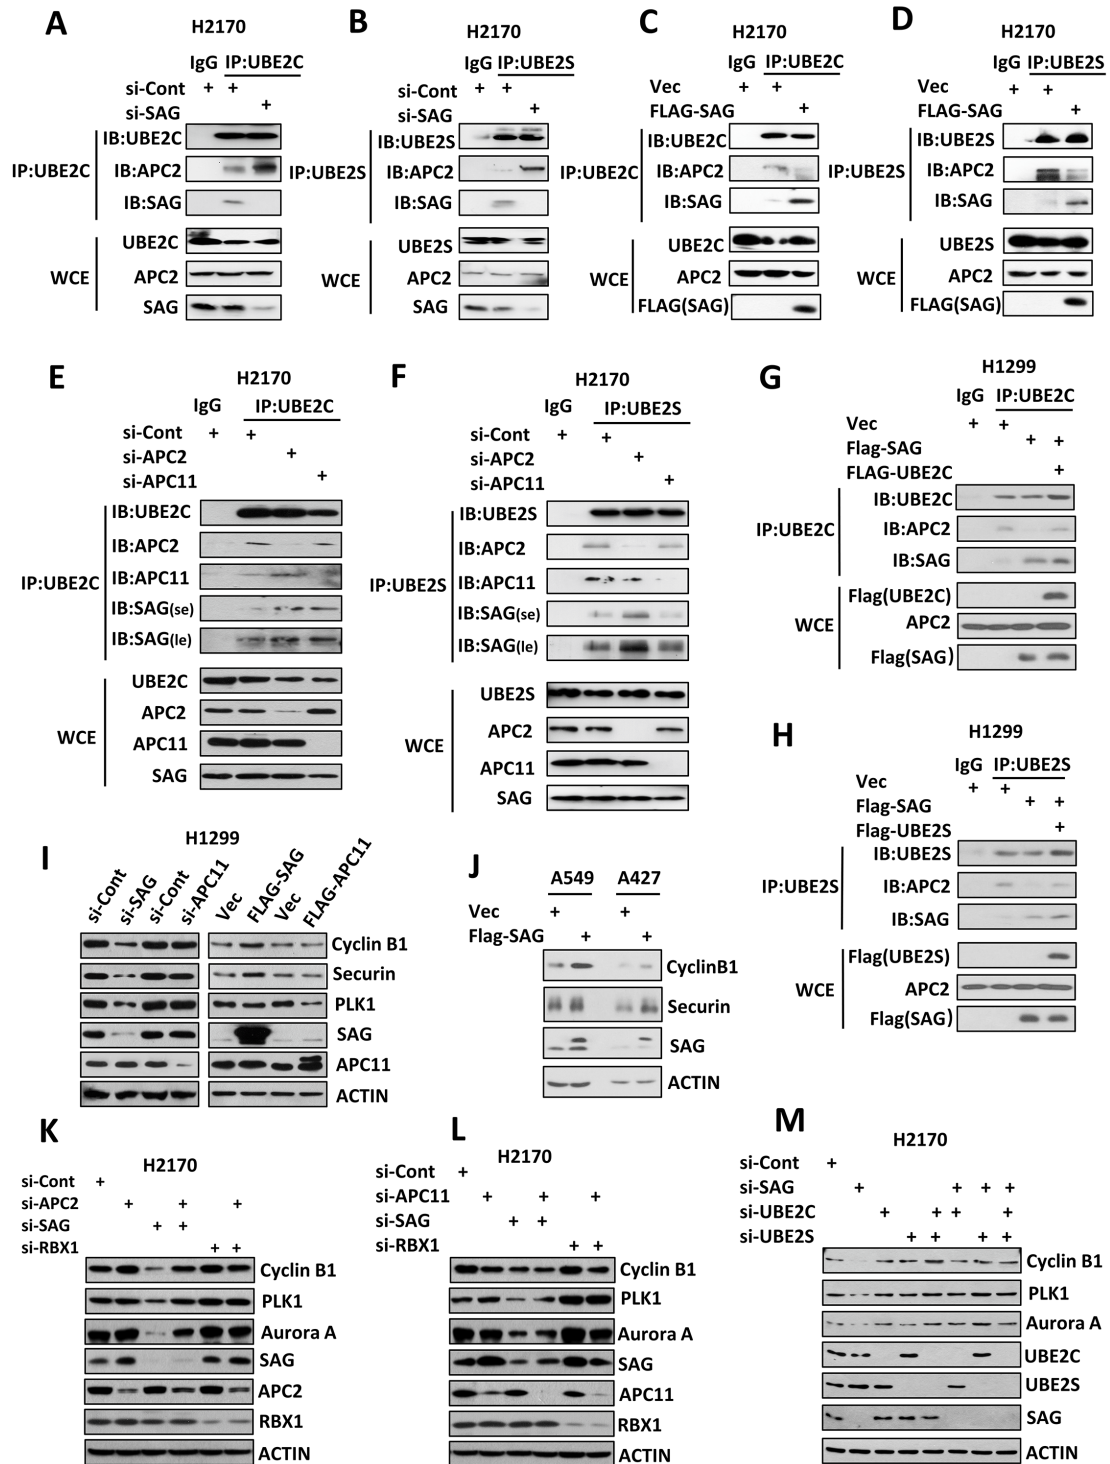 A
H2170
IgG IP:UBE2C
si-Cont + +
si-SAG +
IP:UBE2C
IB:UBE2C
IB:APC2
IB:SAG
WCE
UBE2C
APC2
SAG
B
H2170
IgG IP:UBE2S
si-Cont + +
si-SAG +
IP:UBE2S
IB:UBE2S
IB:APC2
IB:SAG
WCE
UBE2S
APC2
SAG
C
H2170
IgG IP:UBE2C
Vec + +
FLAG-SAG +
IP:UBE2C
IB:UBE2C
IB:APC2
IB:SAG
WCE
UBE2C
APC2
FLAG(SAG)
D
H2170
IgG IP:UBE2S
Vec + +
FLAG-SAG +
IP:UBE2S
IB:UBE2S
IB:APC2
IB:SAG
WCE
UBE2S
APC2
FLAG(SAG)
E
H2170
IgG IP:UBE2C
si-Cont + +
si-APC2 +
si-APC11 +
IP:UBE2C
IB:UBE2C
IB:APC2
IB:APC11
IB:SAG(se)
IB:SAG(le)
WCE
UBE2C
APC2
APC11
SAG
F
H2170
IgG IP:UBE2S
si-Cont + +
si-APC2 +
si-APC11 +
IP:UBE2S
IB:UBE2S
IB:APC2
IB:APC11
IB:SAG(se)
IB:SAG(le)
WCE
UBE2S
APC2
APC11
SAG
G
H1299
IgG IP:UBE2C
Vec + +
Flag-SAG + +
FLAG-UBE2C +
IP:UBE2C
IB:UBE2C
IB:APC2
IB:SAG
WCE
Flag(UBE2C)
APC2
Flag(SAG)
H
H1299
IgG IP:UBE2S
Vec + +
Flag-SAG + +
Flag-UBE2S +
IP:UBE2S
IB:UBE2S
IB:APC2
IB:SAG
WCE
Flag(UBE2S)
APC2
Flag(SAG)
I
H1299
si-Cont si-SAG si-Cont si-APC11 Vec FLAG-SAG Vec FLAG-APC11
Cyclin B1
Securin
PLK1
SAG
APC11
ACTIN
J
A549 A427
Vec + +
Flag-SAG + +
CyclinB1
Securin
SAG
ACTIN
K
H2170
si-Cont +
si-APC2 + + +
si-SAG + +
si-RBX1 + +
Cyclin B1
PLK1
Aurora A
SAG
APC2
RBX1
ACTIN
L
H2170
si-Cont +
si-APC11 + + +
si-SAG + +
si-RBX1 + +
Cyclin B1
PLK1
Aurora A
SAG
APC11
RBX1
ACTIN
M
H2170
si-Cont +
si-SAG + + + +
si-UBE2C + + + +
si-UBE2S + + + +
Cyclin B1
PLK1
Aurora A
UBE2C
UBE2S
SAG
ACTIN